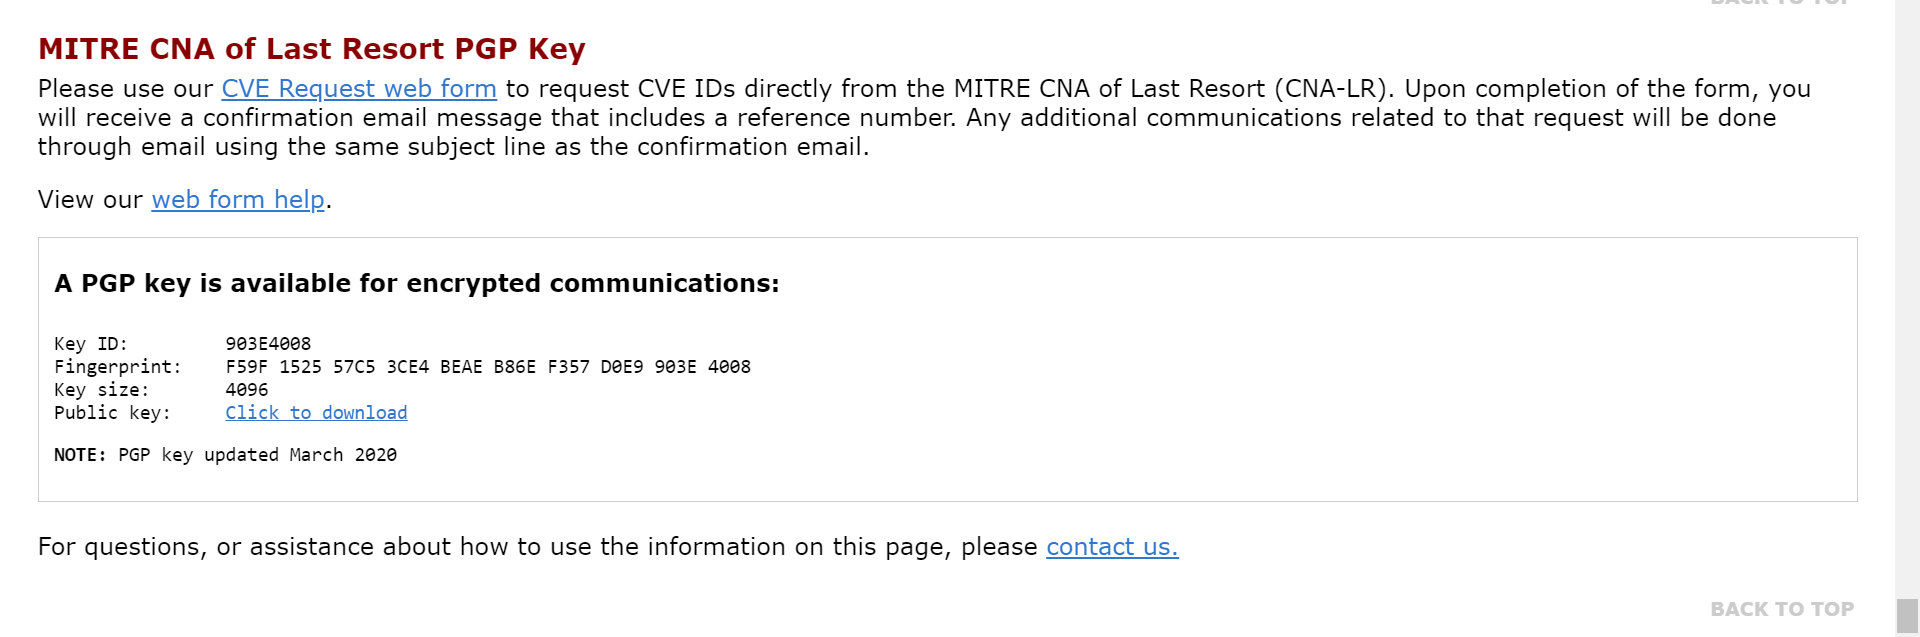 BACK TO TOP
MITRE CNA of Last Resort PGP Key
Please use our CVE Request web form to request CVE IDs directly from the MITRE CNA of Last Resort (CNA-LR). Upon completion of the form, you
will receive a confirmation email message that includes a reference number. Any additional communications related to that request will be done
through email using the same subject line as the confirmation email.
View our web form help.
A PGP key is available for encrypted communications:
Key ID: 903E4008
Fingerprint: F59F 1525 57C5 3CE4 BEAE B86E F357 D0E9 903E 4008
Key size: 4096
Public key: Click to download
NOTE: PGP key updated March 2020
For questions, or assistance about how to use the information on this page, please contact us.
BACK TO TOP